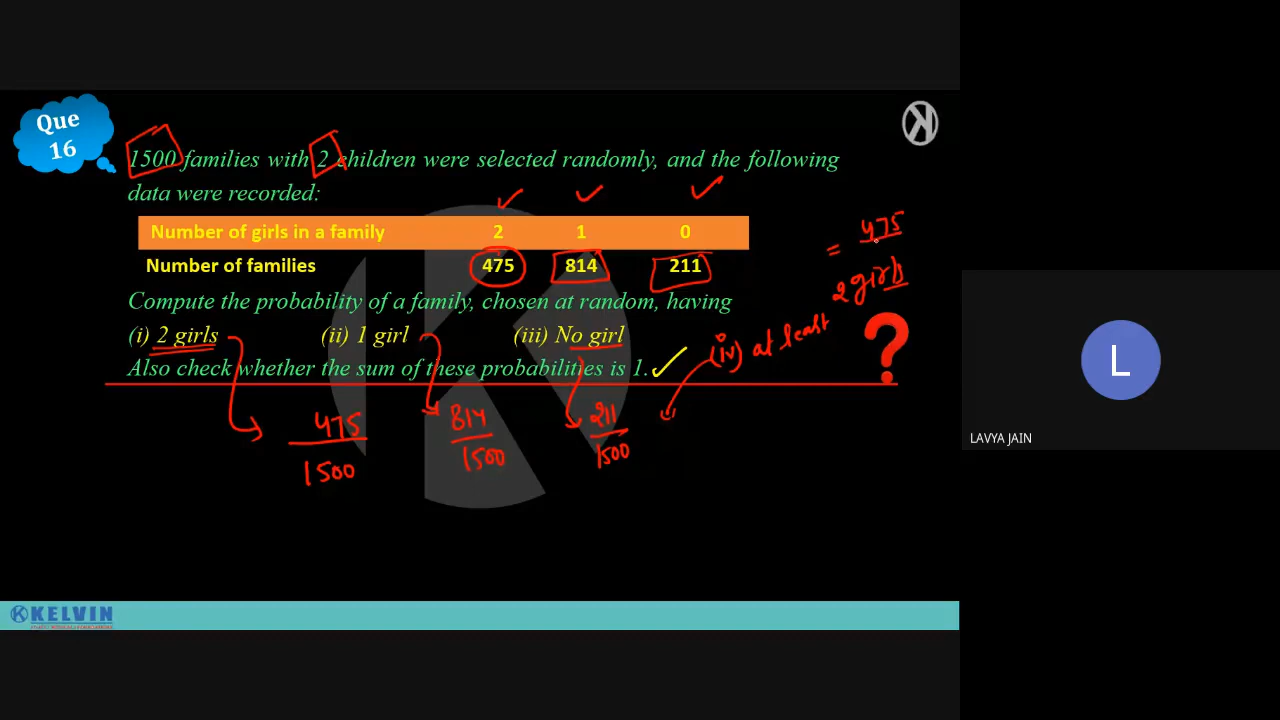 Que
16
1500 families with 2 children were selected randomly, and the following
data were recorded:
Number of girls in a family 2 1 0
Number of families 475 814 211
= 475
2 girls
Compute the probability of a family, chosen at random, having
(i) 2 girls (ii) 1 girl (iii) No girl
(iv) at least
?
Also check whether the sum of these probabilities is 1.
475 814 211
1500 1500 1500
L
LAVYA JAIN
KELVIN